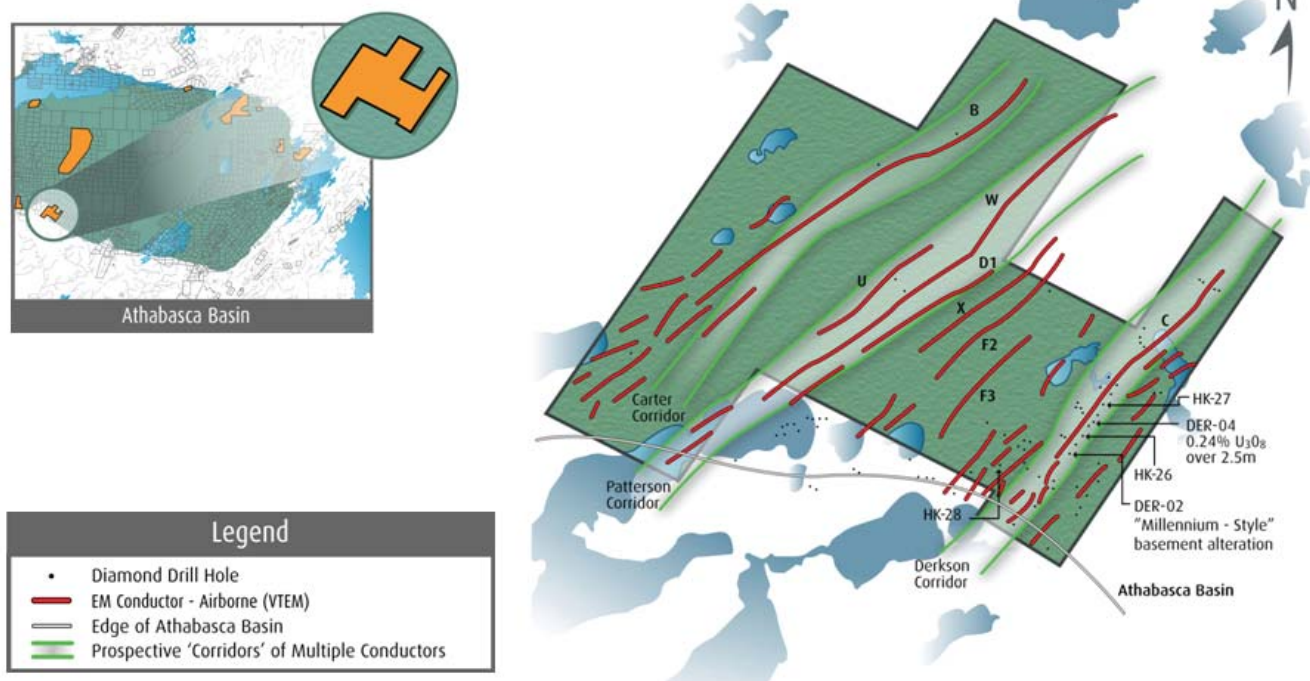 Athabasca Basin
N
B
W
D1
U
X
C
F2
F3
Carter
Corridor
Patterson
Corridor
HK-27
DER-04
0.24% U₃0₈
over 2.5m
HK-26
DER-02
"Millennium - Style"
basement alteration
HK-28
Derkson
Corridor
Athabasca Basin
Legend
Diamond Drill Hole
EM Conductor - Airborne (VTEM)
Edge of Athabasca Basin
Prospective 'Corridors' of Multiple Conductors